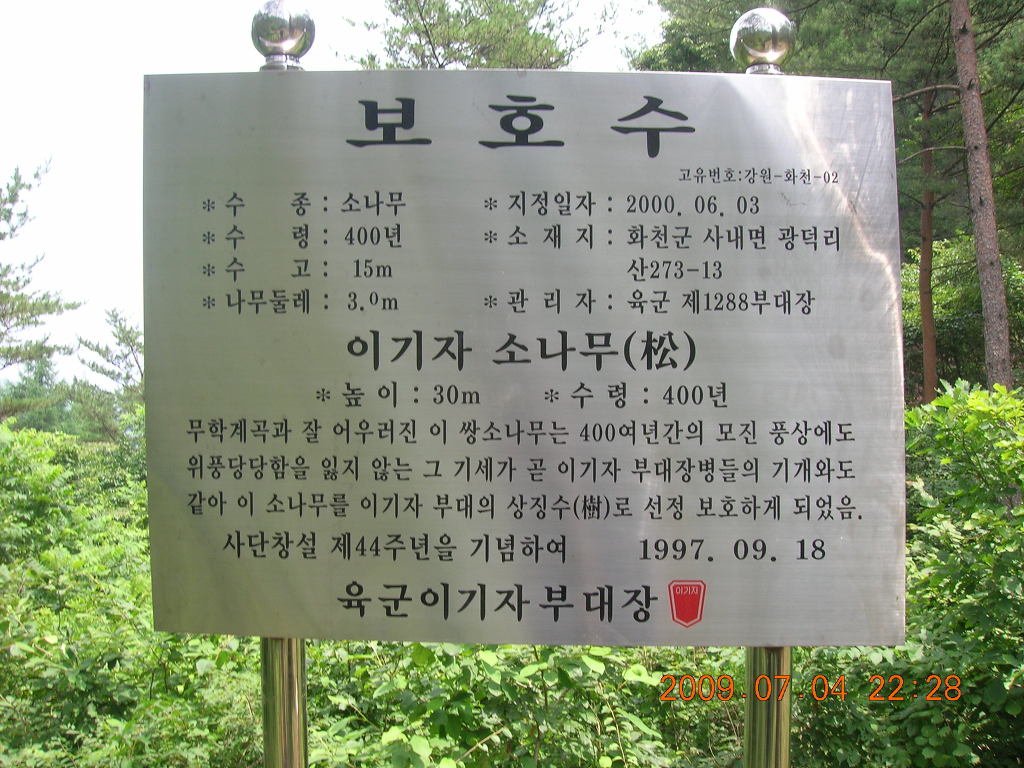 보호수
고유번호:강원-화천-02
* 수 종 : 소나무 * 지정일자 : 2000. 06. 03
* 수 령 : 400년 * 소 재 지 : 화천군 사내면 광덕리
* 수 고 : 15m 산273-13
* 나무둘레 : 3.0m * 관 리 자 : 육군 제1288부대장
이기자 소나무(松)
* 높 이 : 30m * 수 령 : 400년
무학계곡과 잘 어우러진 이 쌍소나무는 400여년간의 모진 풍상에도
위풍당당함을 잃지 않는 그 기세가 곧 이기자 부대장병들의 기개와도
같아 이 소나무를 이기자 부대의 상징수(樹)로 선정 보호하게 되었음.
사단창설 제44주년을 기념하여 1997. 09. 18
육군이기자부대장 이기자
2009.07.04 22:28